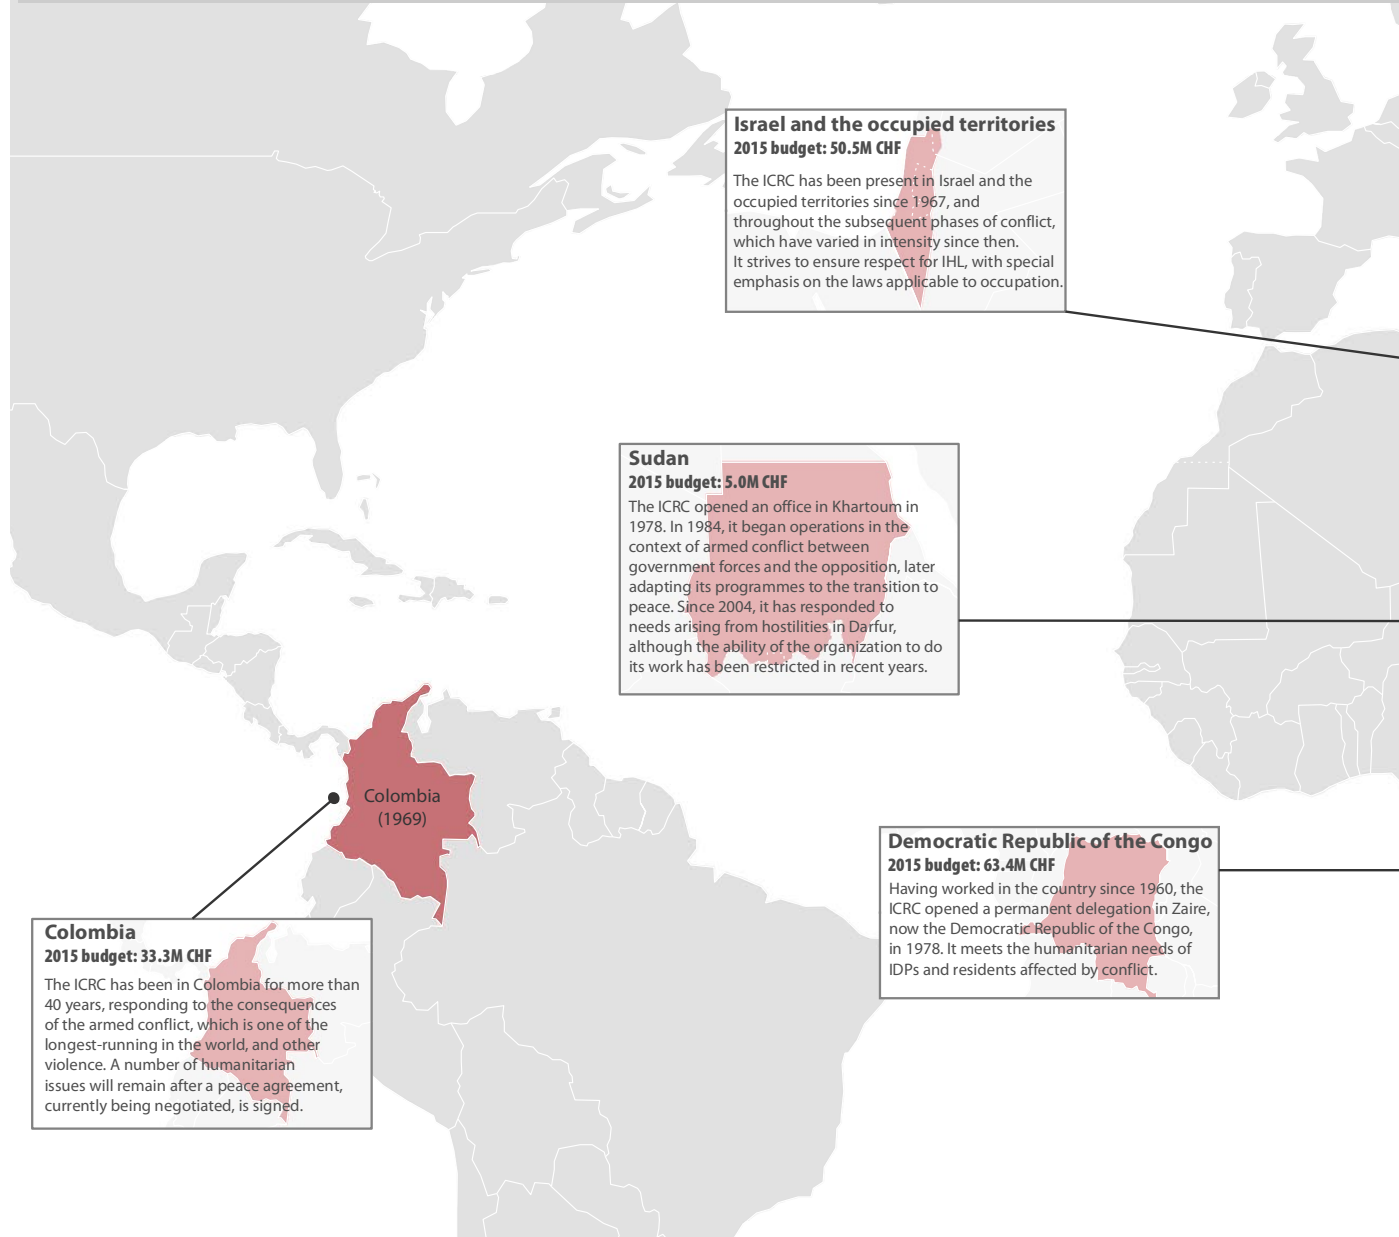 Israel and the occupied territories
2015 budget: 50.5M CHF
The ICRC has been present in Israel and the
occupied territories since 1967, and
throughout the subsequent phases of conflict,
which have varied in intensity since then.
It strives to ensure respect for IHL, with special
emphasis on the laws applicable to occupation.
Sudan
2015 budget: 5.0M CHF
The ICRC opened an office in Khartoum in
1978. In 1984, it began operations in the
context of armed conflict between
government forces and the opposition, later
adapting its programmes to the transition to
peace. Since 2004, it has responded to
needs arising from hostilities in Darfur,
although the ability of the organization to do
its work has been restricted in recent years.
Colombia
(1969)
Democratic Republic of the Congo
2015 budget: 63.4M CHF
Having worked in the country since 1960, the
ICRC opened a permanent delegation in Zaire,
now the Democratic Republic of the Congo,
in 1978. It meets the humanitarian needs of
IDPs and residents affected by conflict.
Colombia
2015 budget: 33.3M CHF
The ICRC has been in Colombia for more than
40 years, responding to the consequences
of the armed conflict, which is one of the
longest-running in the world, and other
violence. A number of humanitarian
issues will remain after a peace agreement,
currently being negotiated, is signed.